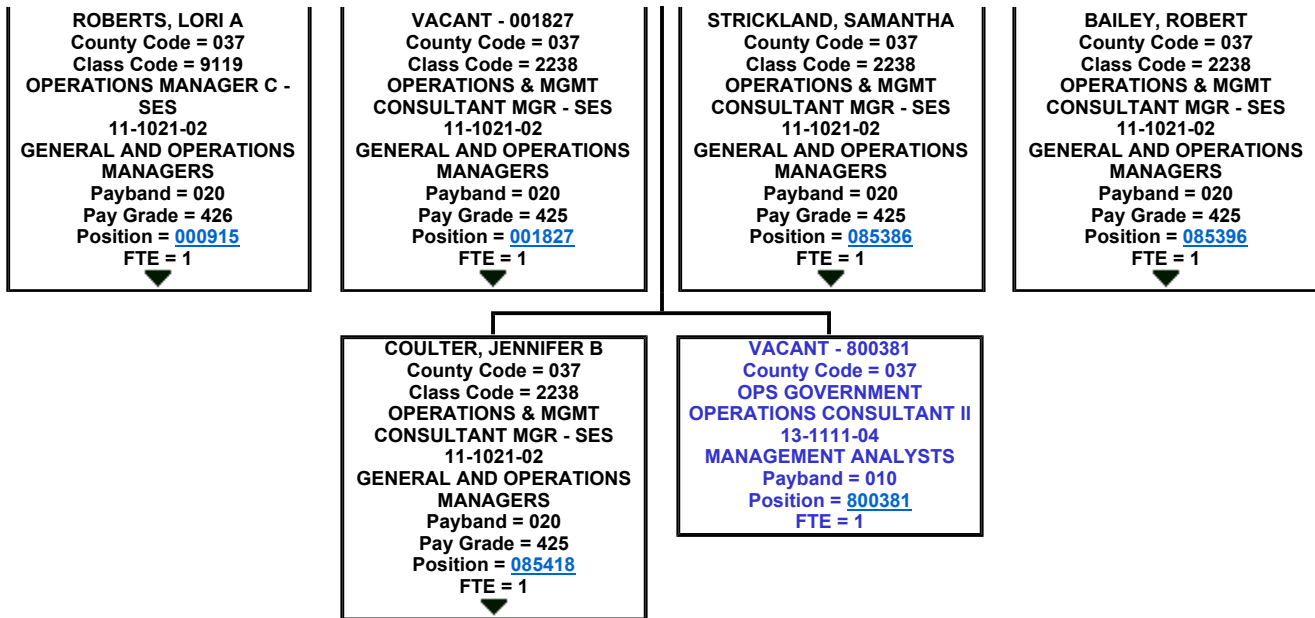 ROBERTS, LORI A
County Code = 037
Class Code = 9119
OPERATIONS MANAGER C -
SES
11-1021-02
GENERAL AND OPERATIONS
MANAGERS
Payband = 020
Pay Grade = 426
Position = 000915
FTE = 1
VACANT - 001827
County Code = 037
Class Code = 2238
OPERATIONS & MGMT
CONSULTANT MGR - SES
11-1021-02
GENERAL AND OPERATIONS
MANAGERS
Payband = 020
Pay Grade = 425
Position = 001827
FTE = 1
STRICKLAND, SAMANTHA
County Code = 037
Class Code = 2238
OPERATIONS & MGMT
CONSULTANT MGR - SES
11-1021-02
GENERAL AND OPERATIONS
MANAGERS
Payband = 020
Pay Grade = 425
Position = 085386
FTE = 1
BAILEY, ROBERT
County Code = 037
Class Code = 2238
OPERATIONS & MGMT
CONSULTANT MGR - SES
11-1021-02
GENERAL AND OPERATIONS
MANAGERS
Payband = 020
Pay Grade = 425
Position = 085396
FTE = 1
COULTER, JENNIFER B
County Code = 037
Class Code = 2238
OPERATIONS & MGMT
CONSULTANT MGR - SES
11-1021-02
GENERAL AND OPERATIONS
MANAGERS
Payband = 020
Pay Grade = 425
Position = 085418
FTE = 1
VACANT - 800381
County Code = 037
OPS GOVERNMENT
OPERATIONS CONSULTANT II
13-1111-04
MANAGEMENT ANALYSTS
Payband = 010
Position = 800381
FTE = 1